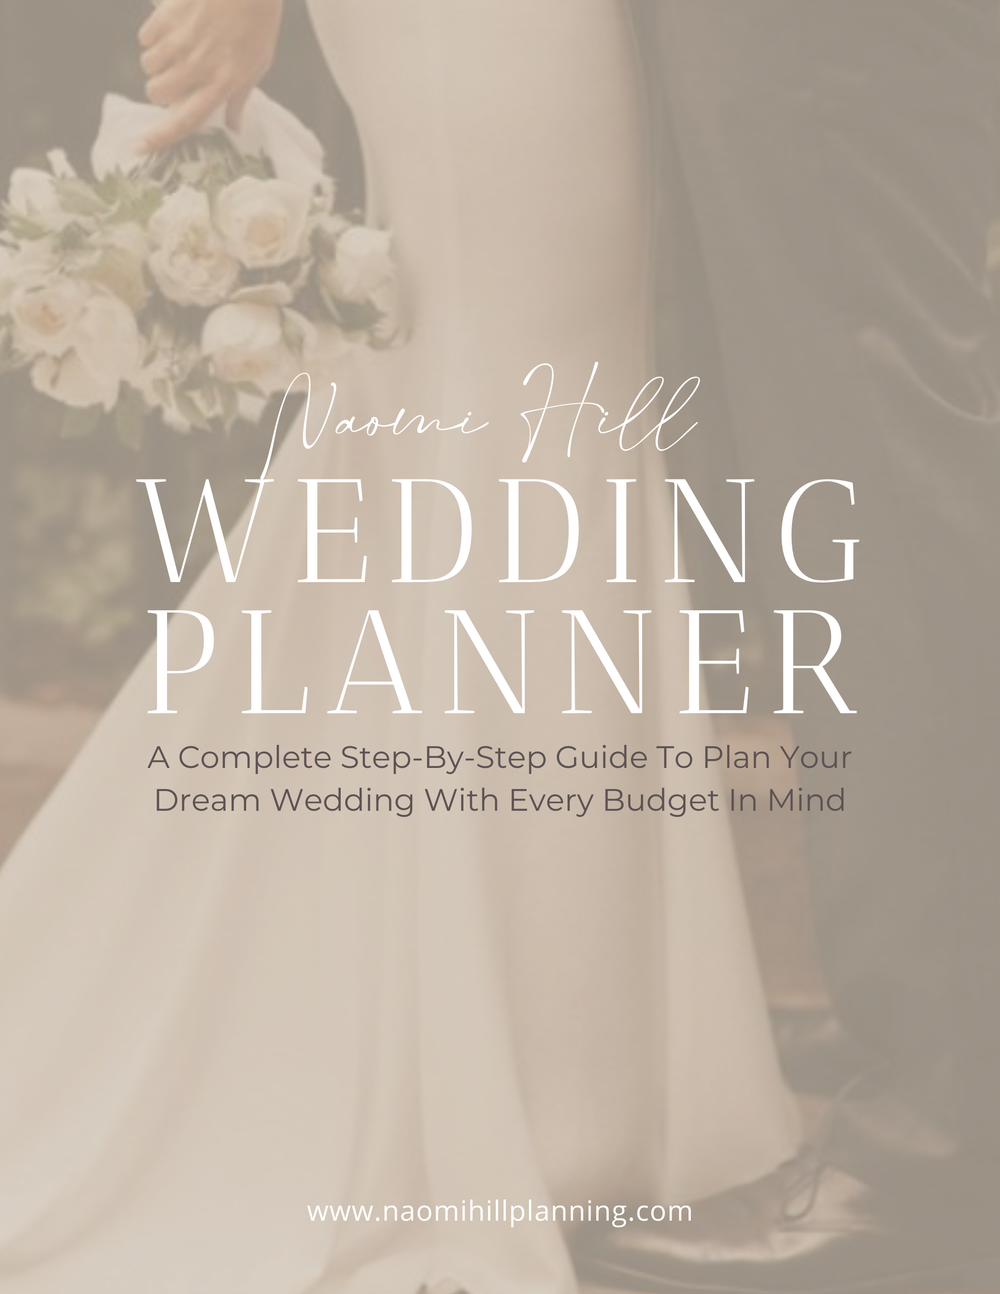 Naomi Hill
WEDDING
PLANNER
A Complete Step-By-Step Guide To Plan Your
Dream Wedding With Every Budget In Mind
www.naomihillplanning.com